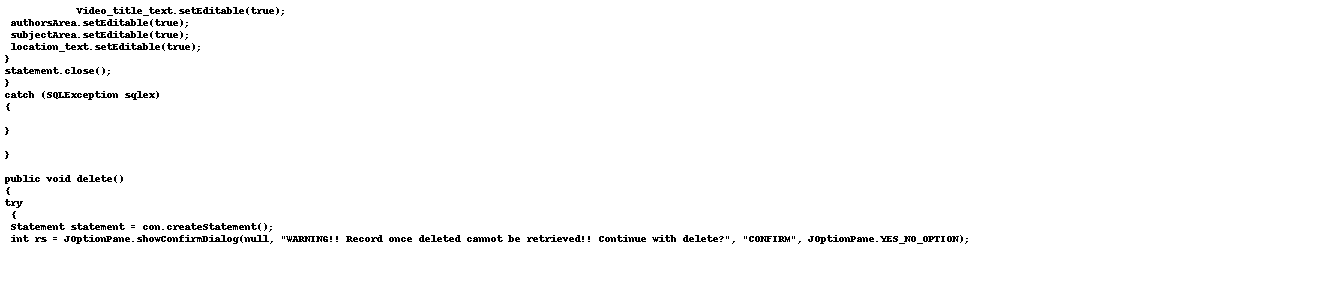 Video_title_text.setEditable(true);
authorsArea.setEditable(true);
subjectArea.setEditable(true);
location_text.setEditable(true);
}
statement.close();
}
catch (SQLException sqlex)
{
}
}
public void delete()
{
try
{
Statement statement = con.createStatement();
int rs = JOptionPane.showConfirmDialog(null, "WARNING!! Record once deleted cannot be retrieved!! Continue with delete?", "CONFIRM", JOptionPane.YES_NO_OPTION);